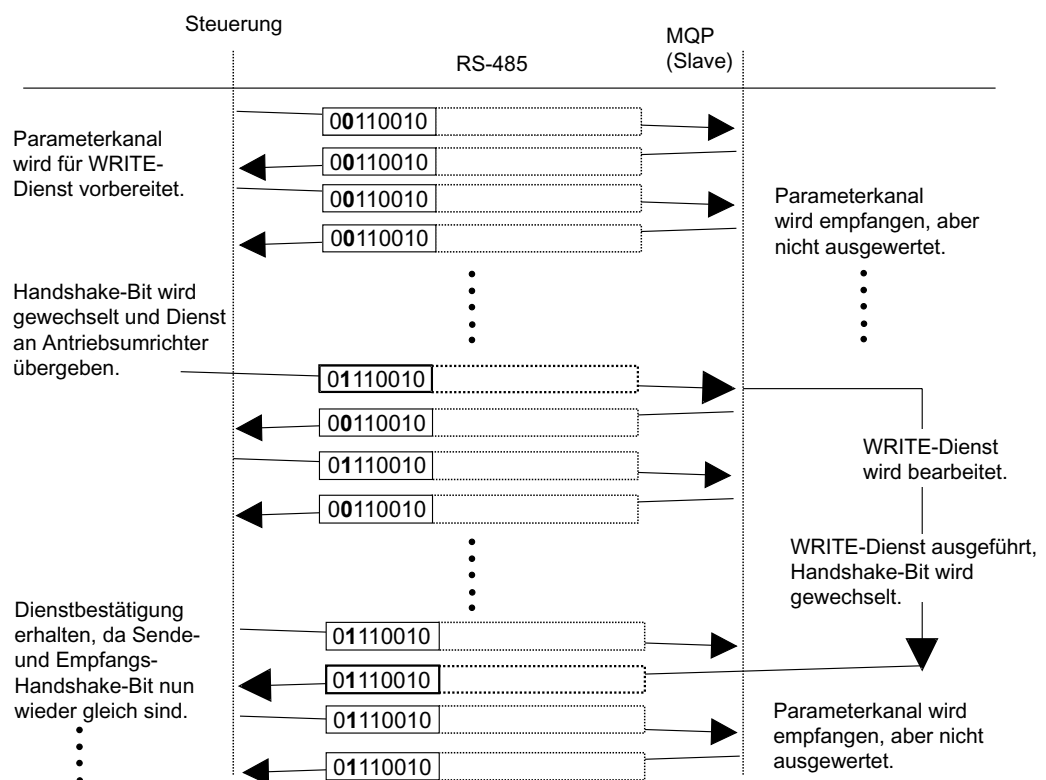 Steuerung
RS-485
MQP
(Slave)
00110010
Parameterkanal
wird für WRITE-
Dienst vorbereitet.
00110010
00110010
00110010
Parameterkanal
wird empfangen, aber
nicht ausgewertet.
Handshake-Bit wird
gewechselt und Dienst
an Antriebsumrichter
übergeben.
01110010
00110010
01110010
00110010
WRITE-Dienst
wird bearbeitet.
WRITE-Dienst ausgeführt,
Handshake-Bit wird
gewechselt.
Dienstbestätigung
erhalten, da Sende-
und Empfangs-
Handshake-Bit nun
wieder gleich sind.
01110010
01110010
01110010
01110010
Parameterkanal wird
empfangen, aber nicht
ausgewertet.